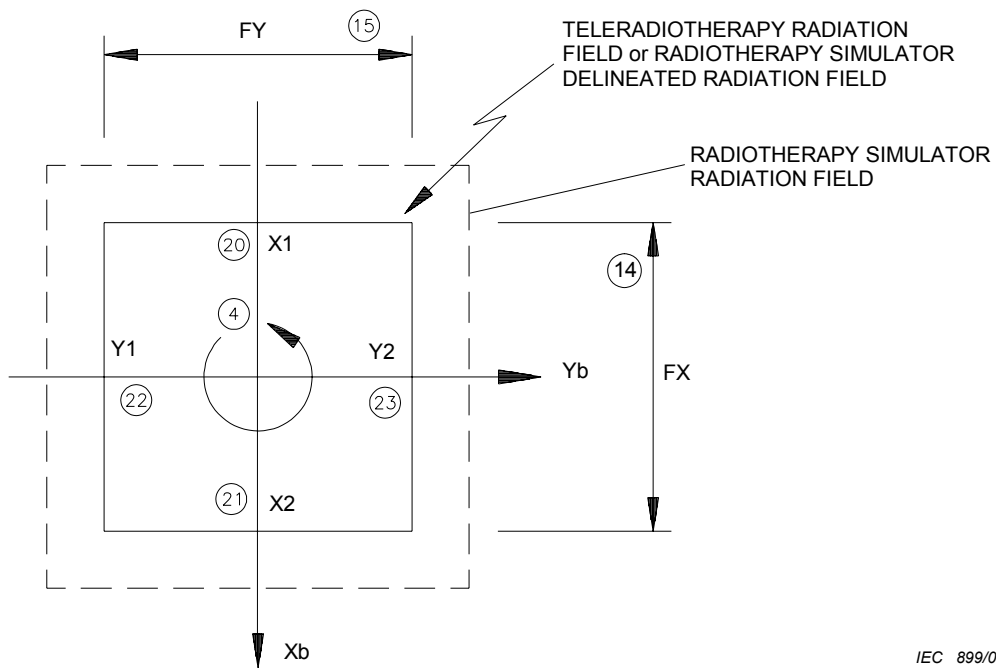 FY
15
TELERADIOTHERAPY RADIATION
FIELD or RADIOTHERAPY SIMULATOR
DELINEATED RADIATION FIELD
RADIOTHERAPY SIMULATOR
RADIATION FIELD
20
X1
14
4
Y1
Y2
Yb
FX
22
23
21
X2
Xb
IEC 899/0